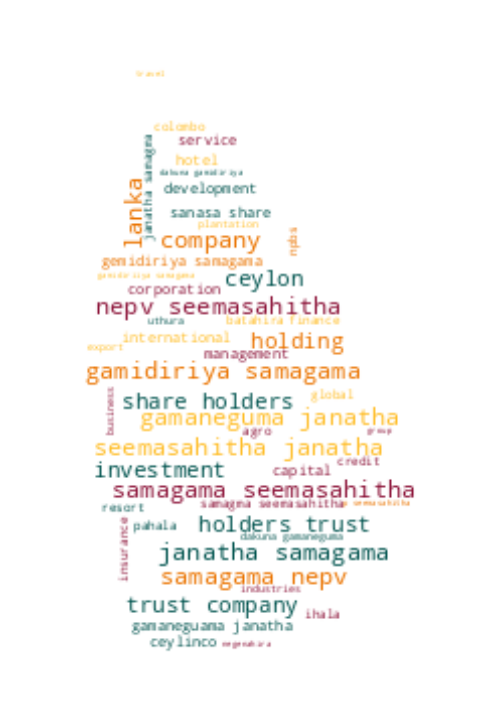 travel
colombo
service
janatha samagma
hotel
dakuna gamidiriya
lanka
development
sanasa share
plantation
company
npbs
gemidiriya samagama
gamidiriya samagama
ceylon
corporation
nepv seemasahitha
uthura
batahira finance
international
holding
export
management
gamidiriya samagama
business
share holders
global
gamaneguma janatha
agro
group
seemasahitha janatha
credit
investment
capital
samagama seemasahitha
samagma seemasahitha
seemasahitha
resort
insurance
pahala
holders trust
dakuna gamaneguma
janatha samagama
samagama nepv
industries
trust company
ihala
gamaneguama janatha
ceylinco